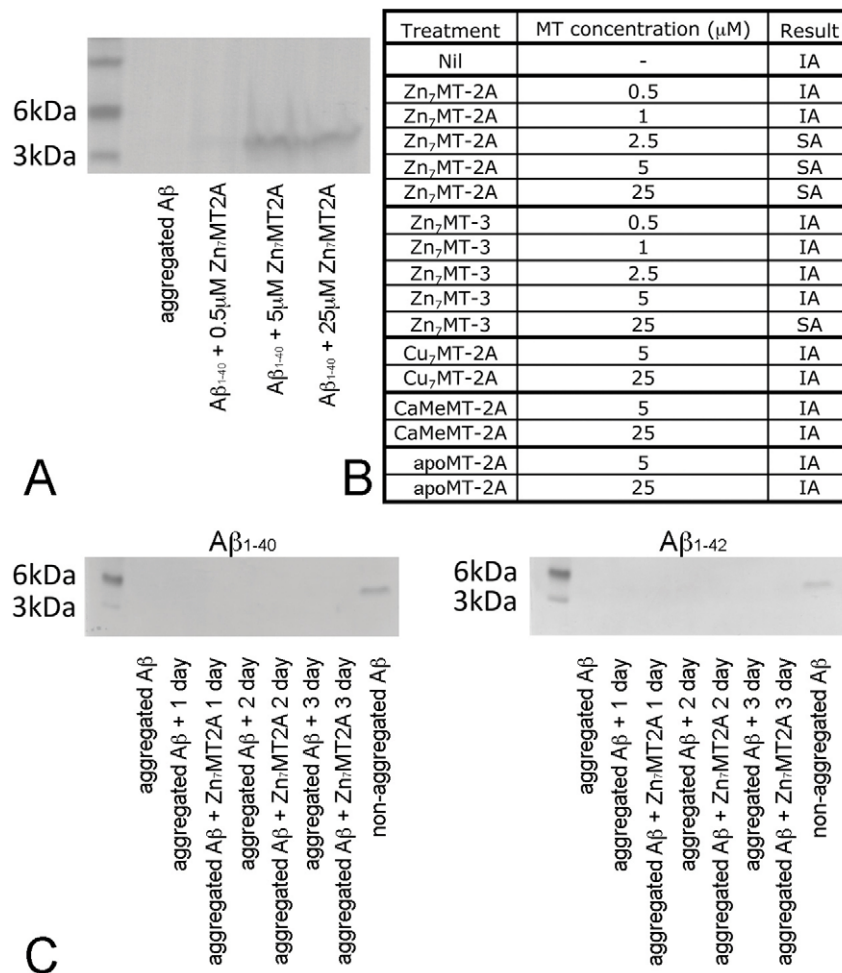 6kDa
3kDa
aggregated Aβ
Aβ1-40 + 0.5μM Zn7MT2A
Aβ1-40 + 5μM Zn7MT2A
Aβ1-40 + 25μM Zn7MT2A
A
Treatment MT concentration (μM) Result
Nil - IA
Zn7MT-2A 0.5 IA
Zn7MT-2A 1 IA
Zn7MT-2A 2.5 SA
Zn7MT-2A 5 SA
Zn7MT-2A 25 SA
Zn7MT-3 0.5 IA
Zn7MT-3 1 IA
Zn7MT-3 2.5 IA
Zn7MT-3 5 IA
Zn7MT-3 25 SA
Cu7MT-2A 5 IA
Cu7MT-2A 25 IA
CaMeMT-2A 5 IA
CaMeMT-2A 25 IA
apoMT-2A 5 IA
apoMT-2A 25 IA
B
Aβ1-40
6kDa
3kDa
aggregated Aβ
aggregated Aβ + 1 day
aggregated Aβ + Zn7MT2A 1 day
aggregated Aβ + 2 day
aggregated Aβ + Zn7MT2A 2 day
aggregated Aβ + 3 day
aggregated Aβ + Zn7MT2A 3 day
non-aggregated Aβ
Aβ1-42
6kDa
3kDa
aggregated Aβ
aggregated Aβ + 1 day
aggregated Aβ + Zn7MT2A 1 day
aggregated Aβ + 2 day
aggregated Aβ + Zn7MT2A 2 day
aggregated Aβ + 3 day
aggregated Aβ + Zn7MT2A 3 day
non-aggregated Aβ
C